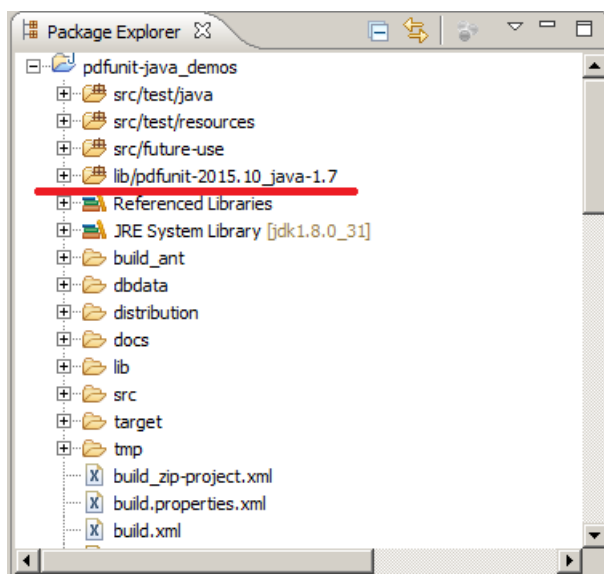 Package Explorer
pdfunit-java_demos
src/test/java
src/test/resources
src/future-use
lib/pdfunit-2015.10_java-1.7
Referenced Libraries
JRE System Library [jdk1.8.0_31]
build_ant
dbdata
distribution
docs
lib
src
target
tmp
build_zip-project.xml
build.properties.xml
build.xml